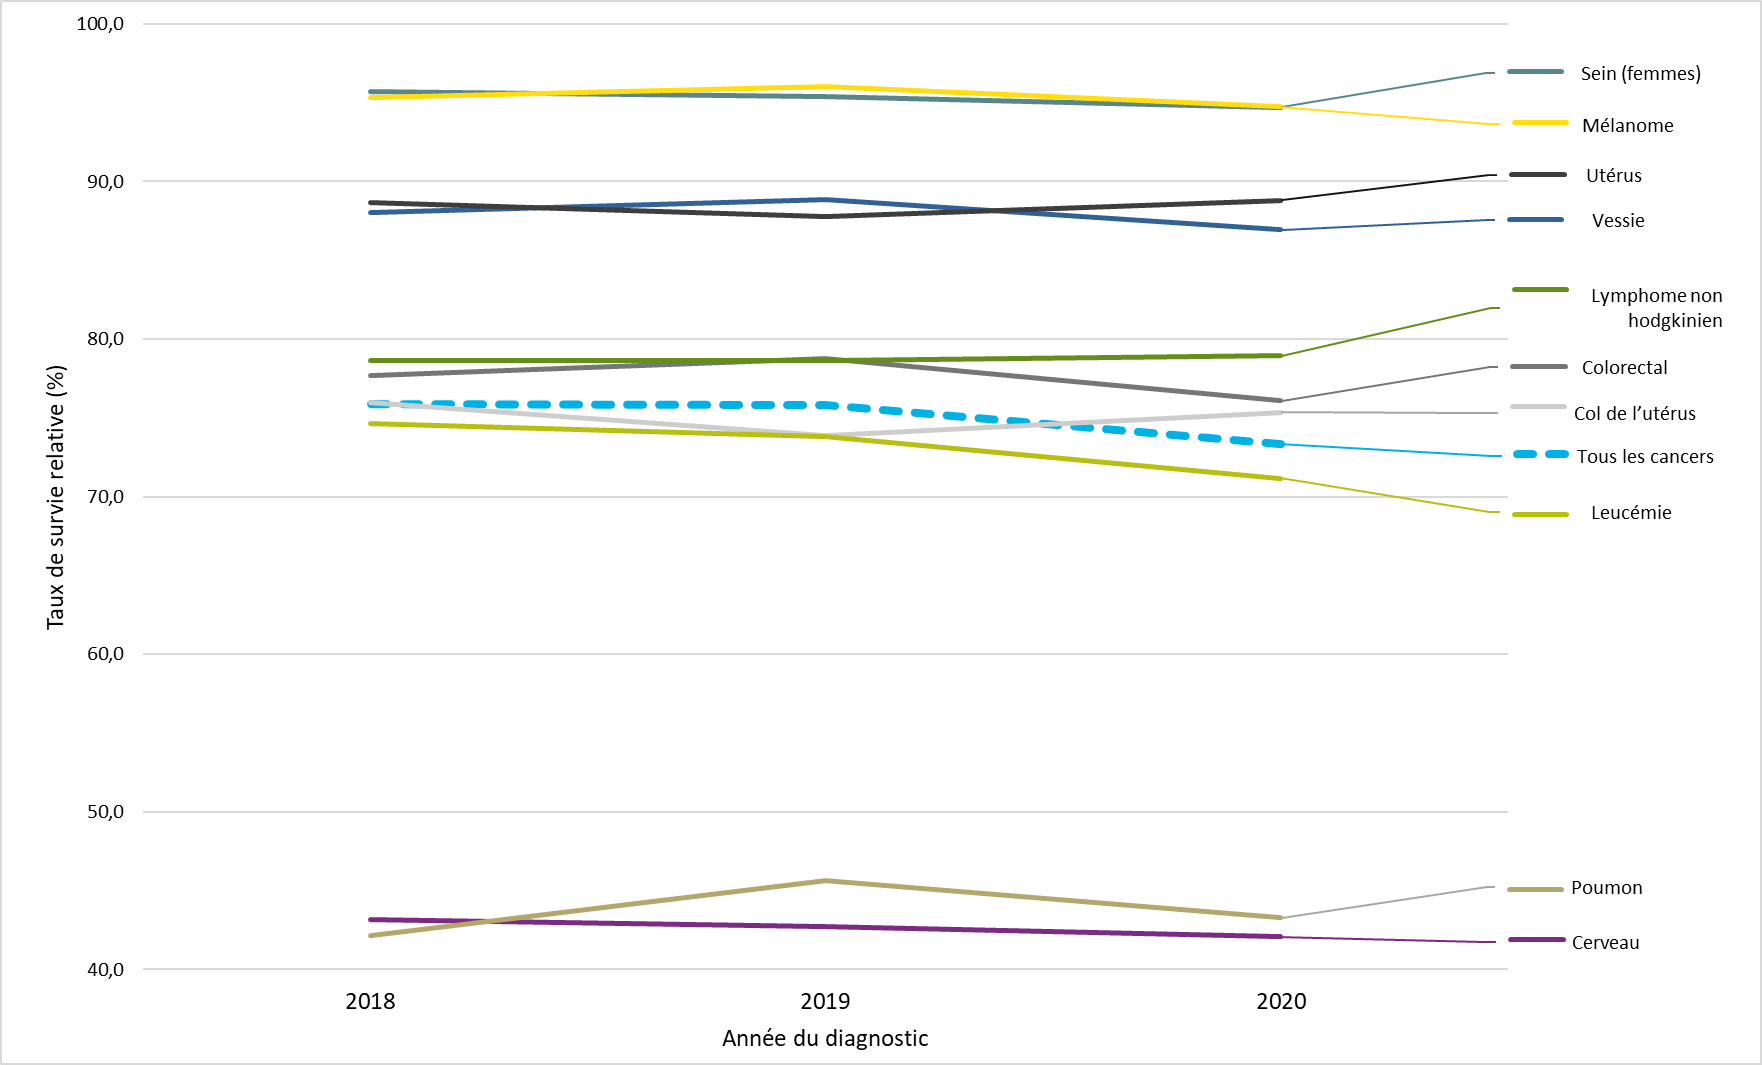 100,0
90,0
80,0
70,0
60,0
50,0
40,0
Taux de survie relative (%)
2018
2019
2020
Année du diagnostic
Sein (femmes)
Mélanome
Utérus
Vessie
Lymphome non
hodgkinien
Colorectal
Col de l’utérus
Tous les cancers
Leucémie
Poumon
Cerveau